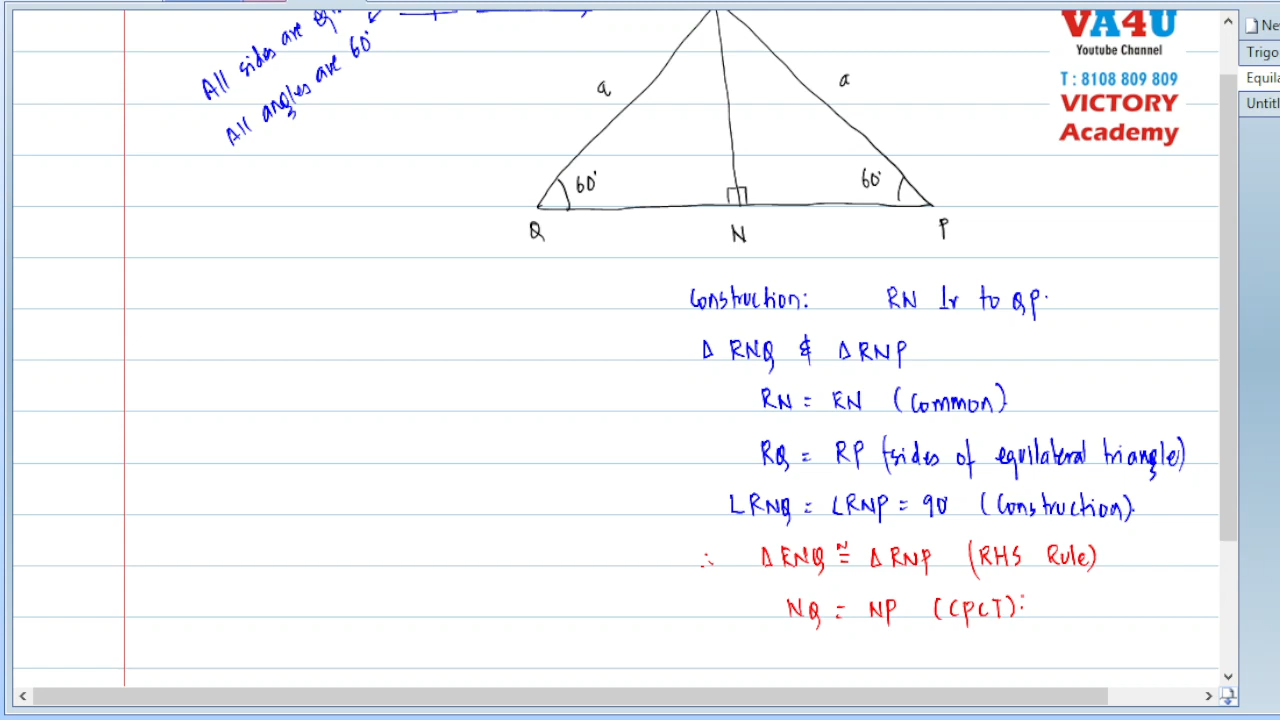 All sides are
All angles are 60°
a
a
60°
60°
Q
N
P
VA4U
Youtube Channel
T : 8108 809 809
VICTORY
Academy
Ne
Trigo
Equila
Untitl
Construction: RN ⊥r to QP.
Δ RNQ & Δ RNP
RN = RN (Common)
RQ = RP (sides of equilateral triangle)
∠RNQ = ∠RNP = 90° (Construction)
∴ Δ RNQ ≅ Δ RNP (RHS Rule)
NQ = NP (CPCT):